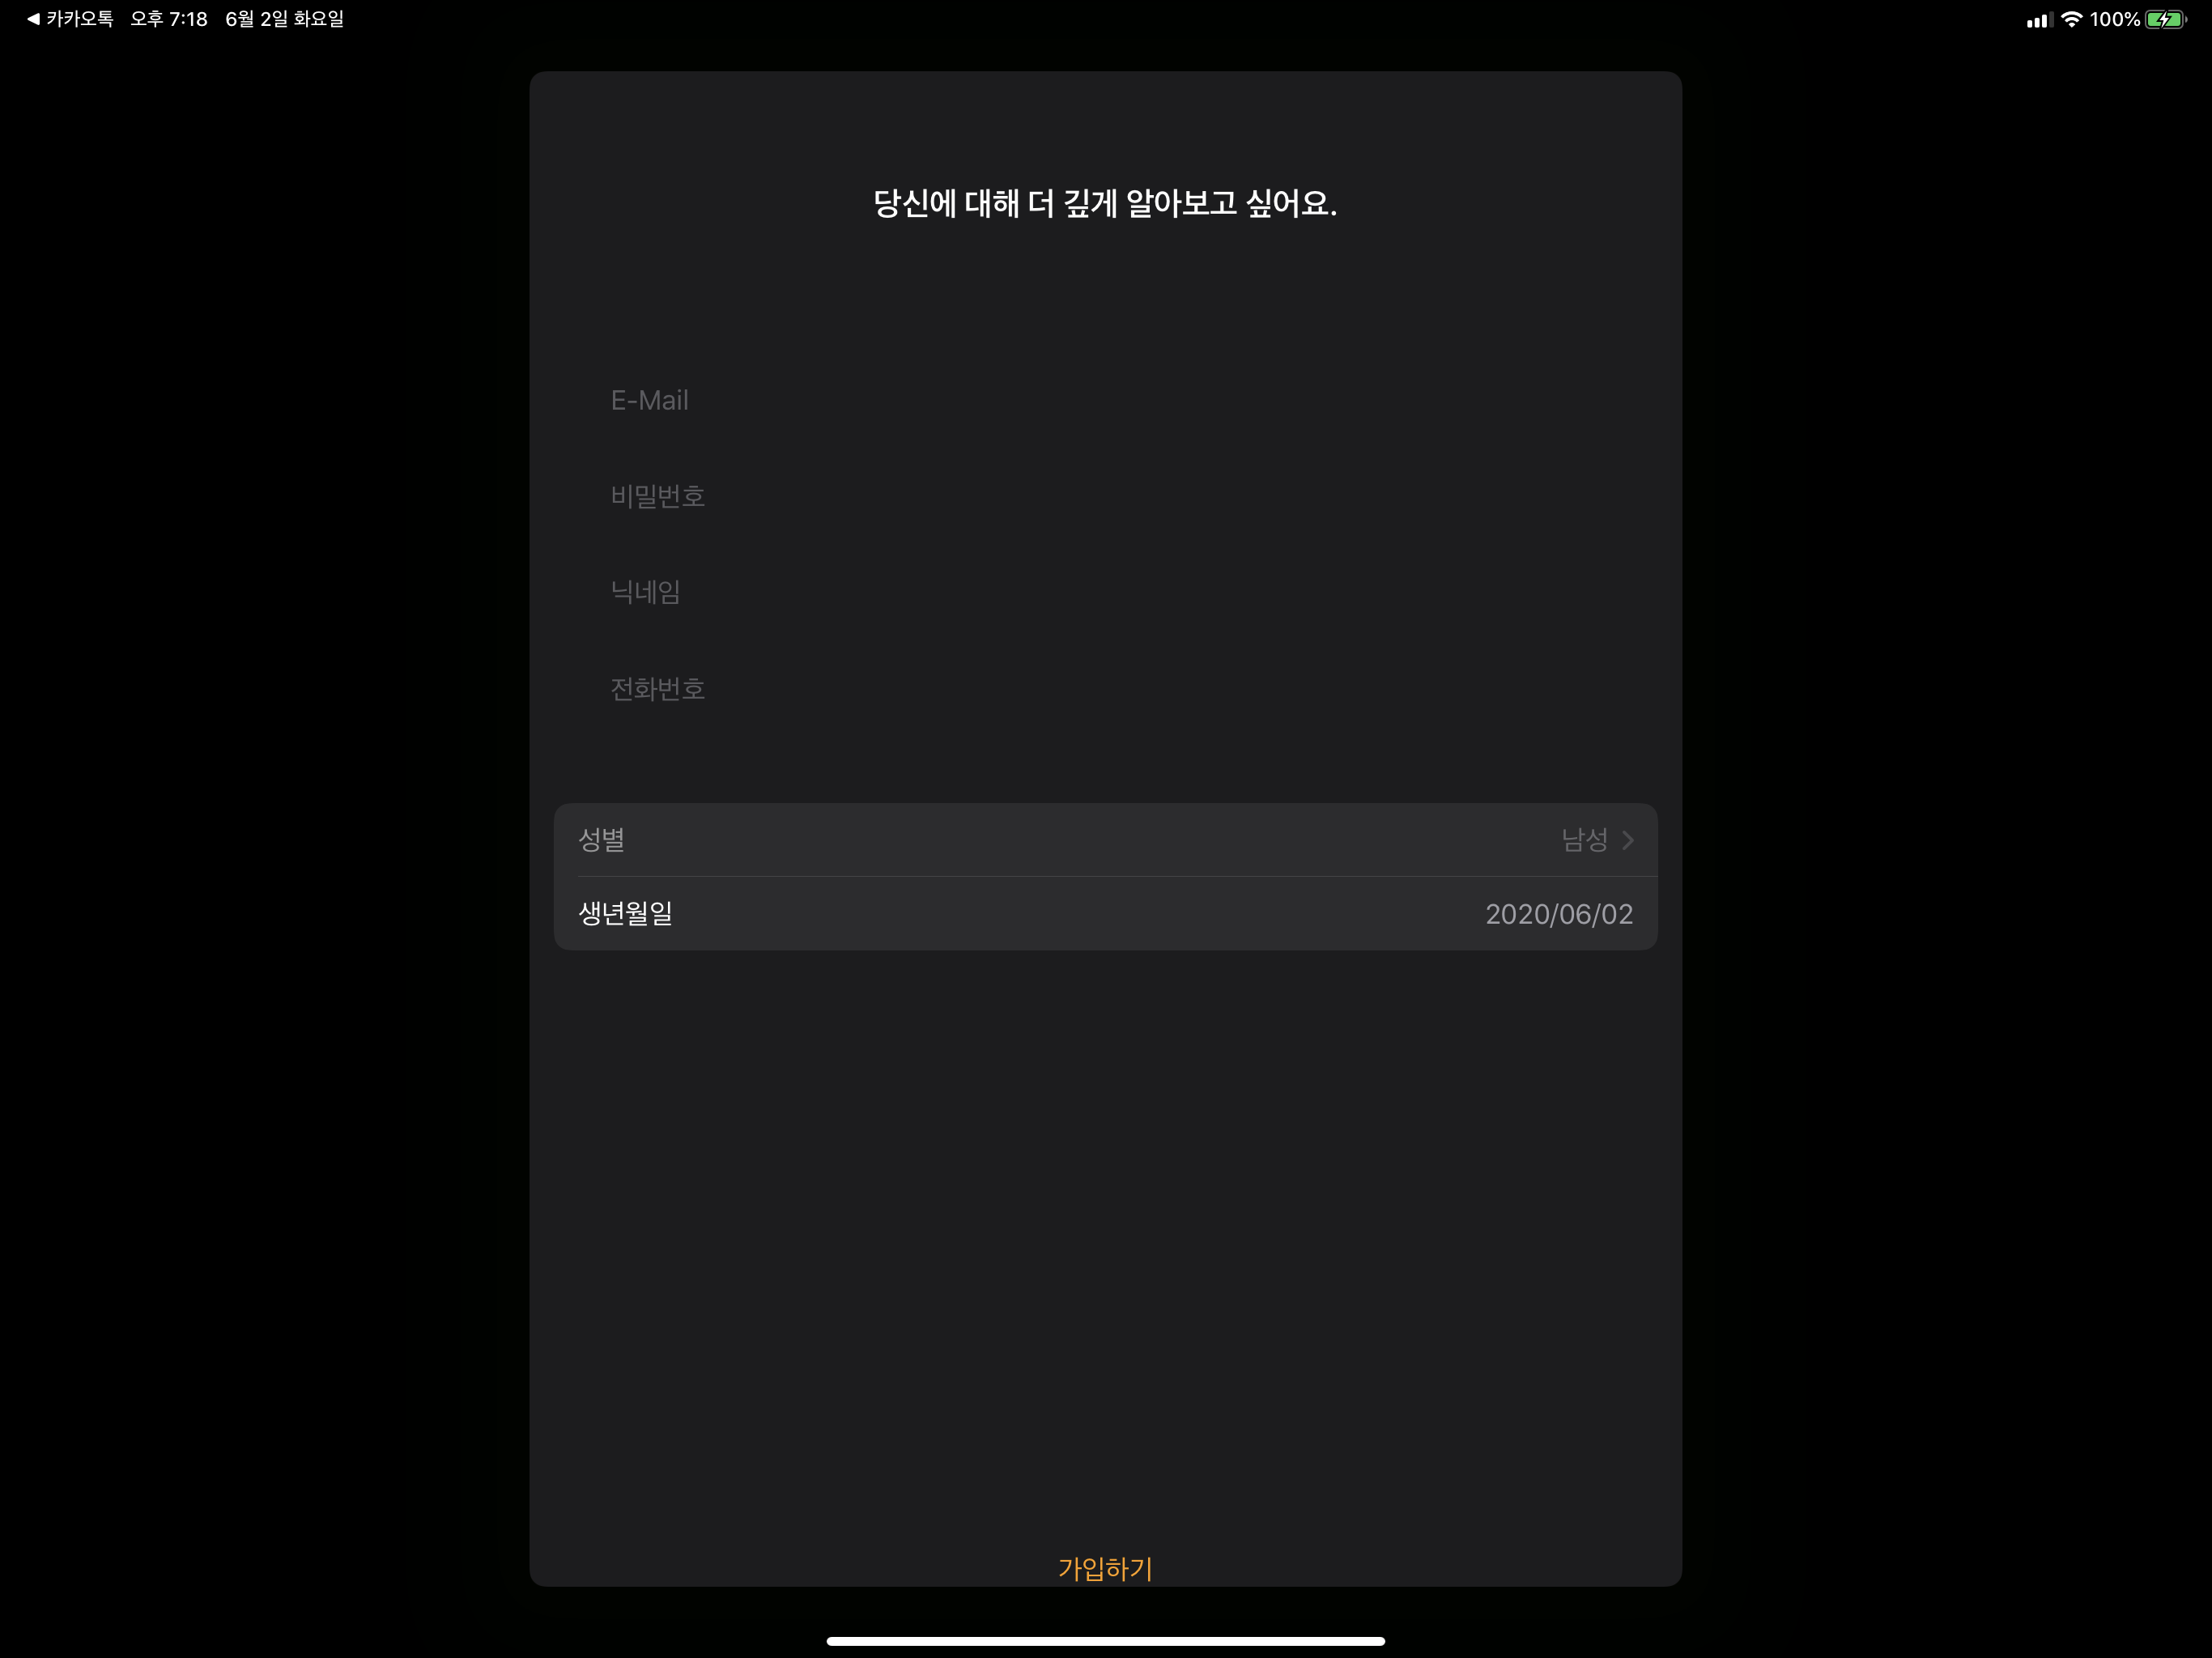 ◀ 카카오톡 오후 7:18 6월 2일 화요일 100%
당신에 대해 더 깊게 알아보고 싶어요.
E-Mail
비밀번호
닉네임
전화번호
성별 남성
생년월일 2020/06/02
가입하기